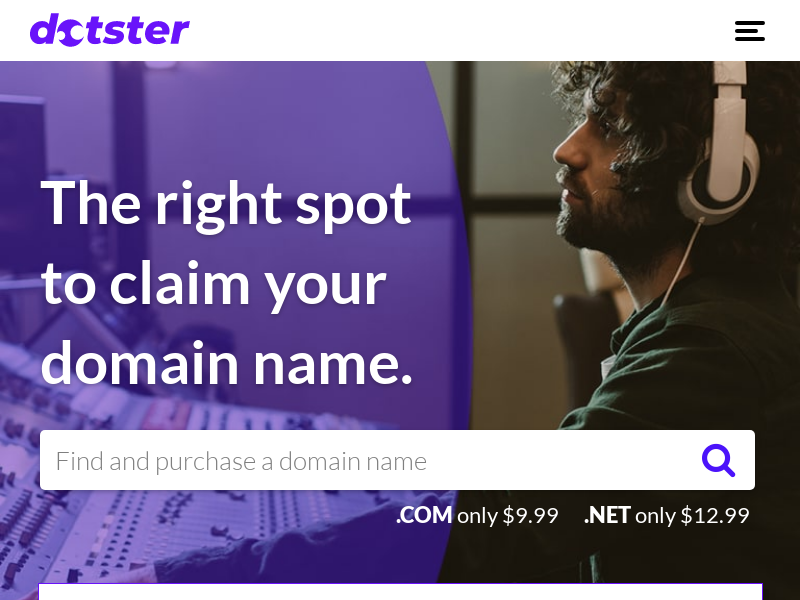 dotster
The right spot
to claim your
domain name.
Find and purchase a domain name
.COM only $9.99 .NET only $12.99